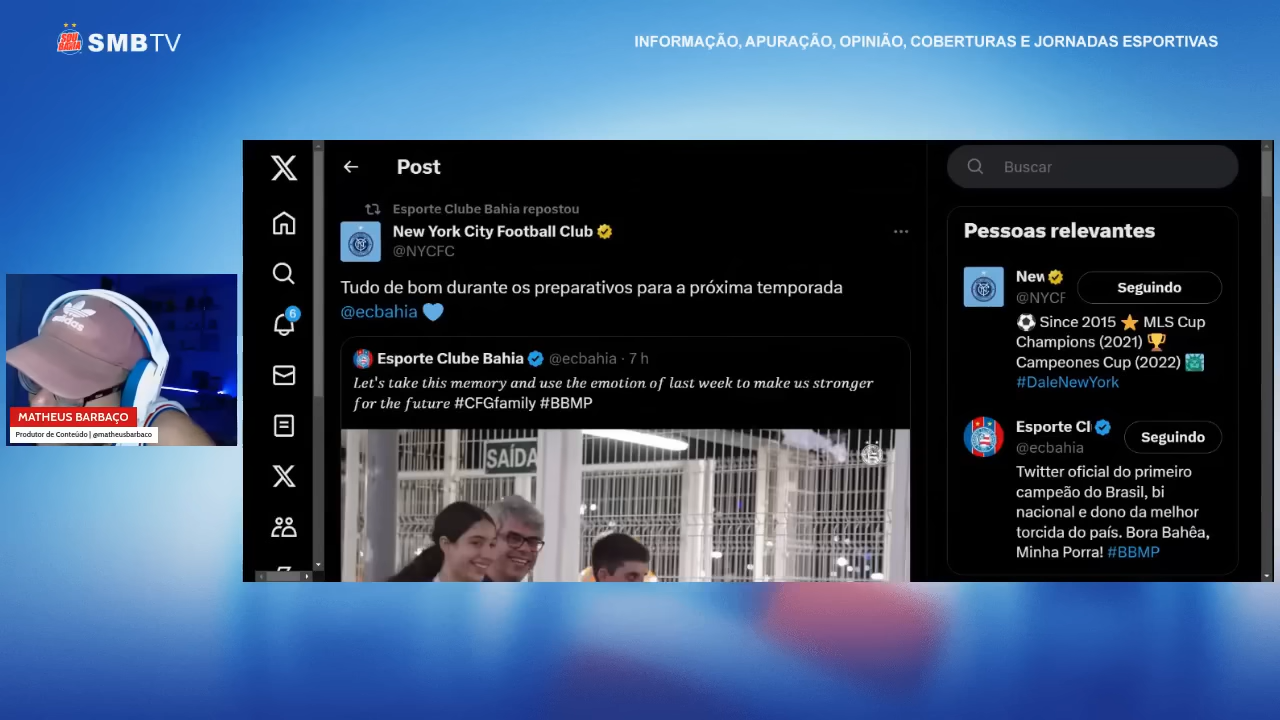 SOU
BAHIA
SMBTV
INFORMAÇÃO, APURAÇÃO, OPINIÃO, COBERTURAS E JORNADAS ESPORTIVAS
Post
Buscar
Esporte Clube Bahia repostou
New York City Football Club
@NYCFC
Tudo de bom durante os preparativos para a próxima temporada
@ecbahia
Esporte Clube Bahia @ecbahia · 7 h
Let's take this memory and use the emotion of last week to make us stronger
for the future #CFGfamily #BBMP
SAÍDA
6
adidas
MATHEUS BARBAÇO
Produtor de Conteúdo | @matheusbarbaco
Pessoas relevantes
New
@NYCF
Seguindo
Since 2015 MLS Cup
Champions (2021)
Campeones Cup (2022)
#DaleNewYork
Esporte Cl
@ecbahia
Seguindo
Twitter oficial do primeiro
campeão do Brasil, bi
nacional e dono da melhor
torcida do país. Bora Bahêa,
Minha Porra! #BBMP